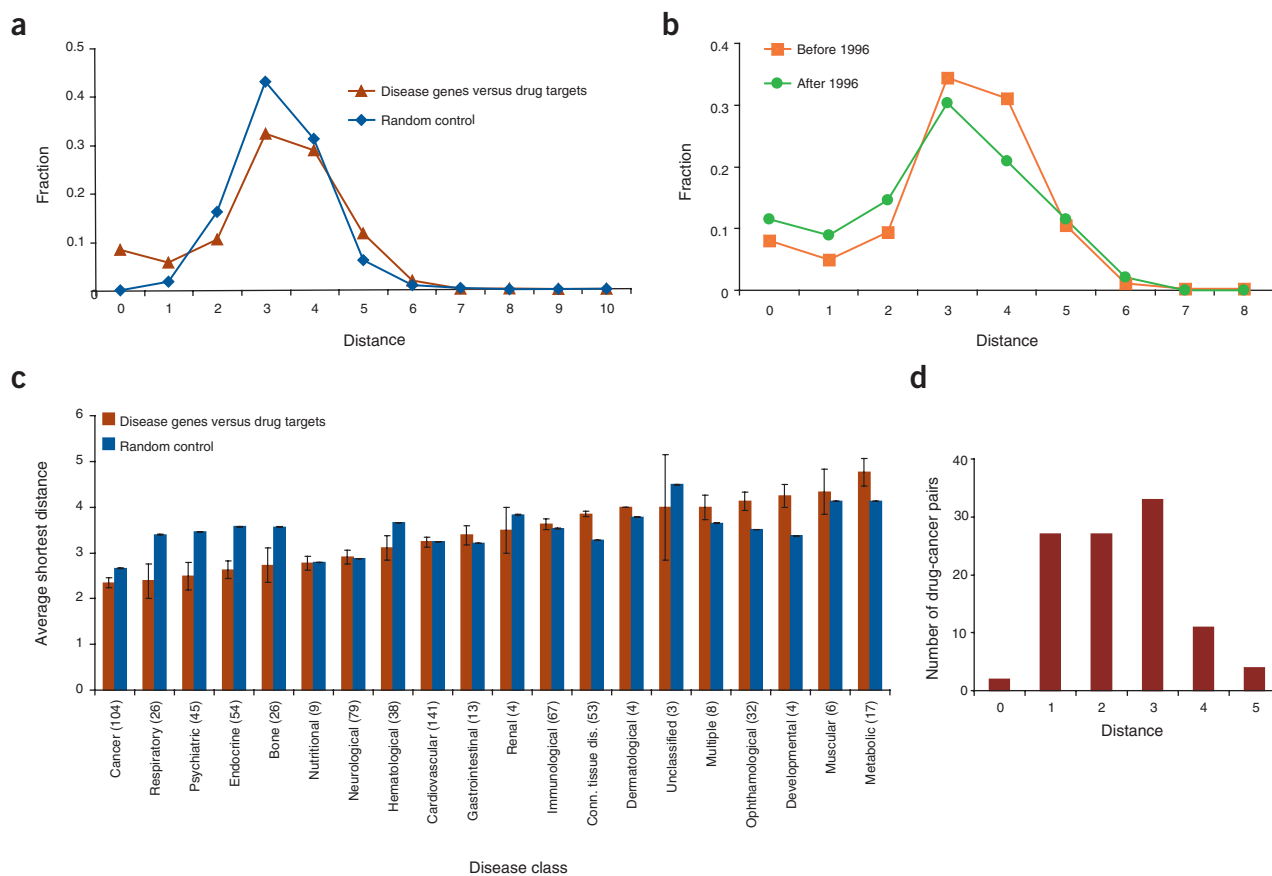 a
0.5
0.4
0.3
0.2
0.1
0
Fraction
Disease genes versus drug targets
Random control
0 1 2 3 4 5 6 7 8 9 10
Distance
b
0.4
0.3
0.2
0.1
0
Fraction
Before 1996
After 1996
0 1 2 3 4 5 6 7 8
Distance
c
6
5
4
3
2
1
0
Average shortest distance
Disease genes versus drug targets
Random control
Cancer (104)
Respiratory (26)
Psychiatric (45)
Endocrine (54)
Bone (26)
Nutritional (9)
Neurological (79)
Hematological (38)
Cardiovascular (141)
Gastrointestinal (13)
Renal (4)
Immunological (67)
Conn. tissue dis. (53)
Dermatological (4)
Unclassified (3)
Multiple (8)
Ophthamological (32)
Developmental (4)
Muscular (6)
Metabolic (17)
Disease class
d
40
30
20
10
0
Number of drug-cancer pairs
0 1 2 3 4 5
Distance